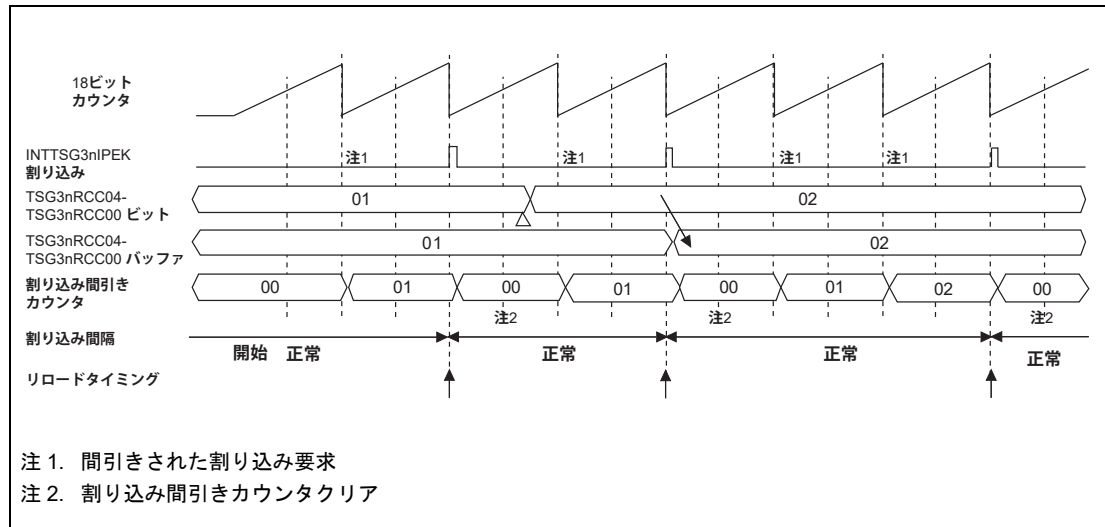 18ビット
カウンタ
INTTSG3nIPEK
割り込み
注1 注1 注1 注1
TSG3nRCC04-
TSG3nRCC00 ビット
01 02
TSG3nRCC04-
TSG3nRCC00 バッファ
01 02
割り込み間引き
カウンタ
00 01 00 01 00 01 02 00
注2 注2 注2
割り込み間隔
開始 正常 正常 正常 正常
リロードタイミング
注 1. 間引きされた割り込み要求
注 2. 割り込み間引きカウンタクリア